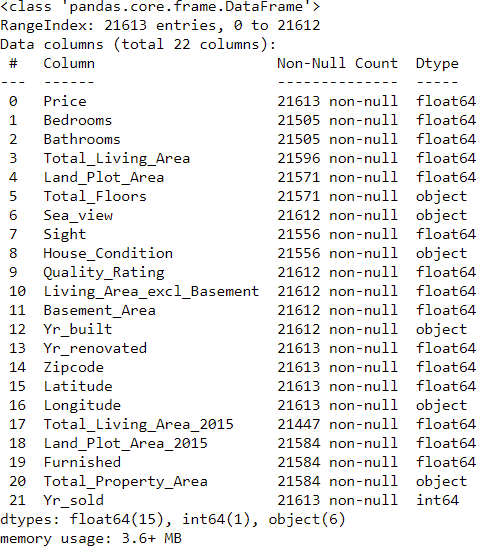 <class 'pandas.core.frame.DataFrame'>
RangeIndex: 21613 entries, 0 to 21612
Data columns (total 22 columns):
 #   Column                     Non-Null Count  Dtype
---  ------                     --------------  -----
 0   Price                      21613 non-null  float64
 1   Bedrooms                   21505 non-null  float64
 2   Bathrooms                  21505 non-null  float64
 3   Total_Living_Area          21596 non-null  float64
 4   Land_Plot_Area             21571 non-null  float64
 5   Total_Floors               21571 non-null  object
 6   Sea_view                   21612 non-null  object
 7   Sight                      21556 non-null  float64
 8   House_Condition            21556 non-null  object
 9   Quality_Rating             21612 non-null  float64
 10  Living_Area_excl_Basement  21612 non-null  float64
 11  Basement_Area              21612 non-null  float64
 12  Yr_built                   21612 non-null  object
 13  Yr_renovated               21613 non-null  float64
 14  Zipcode                    21613 non-null  float64
 15  Latitude                   21613 non-null  float64
 16  Longitude                  21613 non-null  object
 17  Total_Living_Area_2015     21447 non-null  float64
 18  Land_Plot_Area_2015        21584 non-null  float64
 19  Furnished                  21584 non-null  float64
 20  Total_Property_Area        21584 non-null  object
 21  Yr_sold                    21613 non-null  int64
dtypes: float64(15), int64(1), object(6)
memory usage: 3.6+ MB